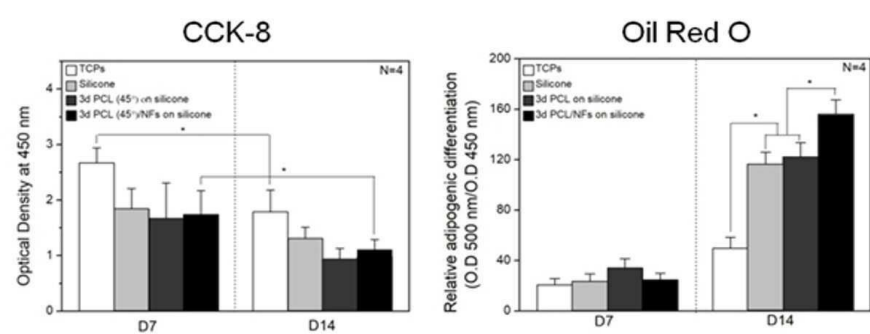 CCK-8
Optical Density at 450 nm
4
3
2
1
0
TCPs
Silicone
3d PCL (45°) on silicone
3d PCL (45°)/NFs on silicone
N=4
*
*
D7
D14
Oil Red O
Relative adipogenic differentiation
(O.D 500 nm/O.D 450 nm)
200
160
120
80
40
0
TCPs
Silicone
3d PCL on silicone
3d PCL/NFs on silicone
N=4
*
*
D7
D14